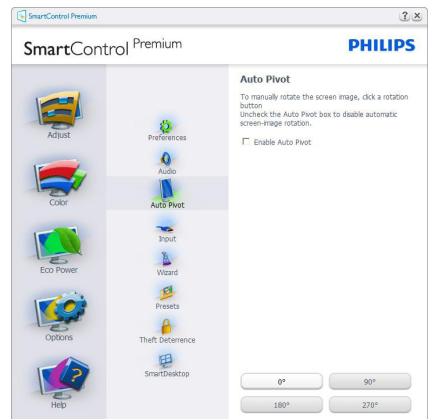 SmartControl Premium
SmartControl Premium
PHILIPS
Adjust
Color
Eco Power
Options
Help
Preferences
Audio
Auto Pivot
Input
Wizard
Presets
Theft Deterrence
SmartDesktop
Auto Pivot
To manually rotate the screen image, click a rotation
button
Uncheck the Auto Pivot box to disable automatic
screen-image rotation.
Enable Auto Pivot
0°
90°
180°
270°